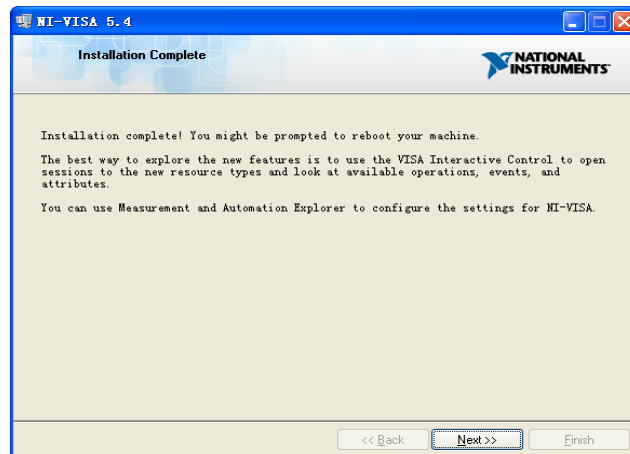 NI-VISA 5.4
Installation Complete
NATIONAL
INSTRUMENTS
Installation complete! You might be prompted to reboot your machine.
The best way to explore the new features is to use the VISA Interactive Control to open
sessions to the new resource types and look at available operations, events, and
attributes.
You can use Measurement and Automation Explorer to configure the settings for NI-VISA.
<< Back
Next >>
Finish